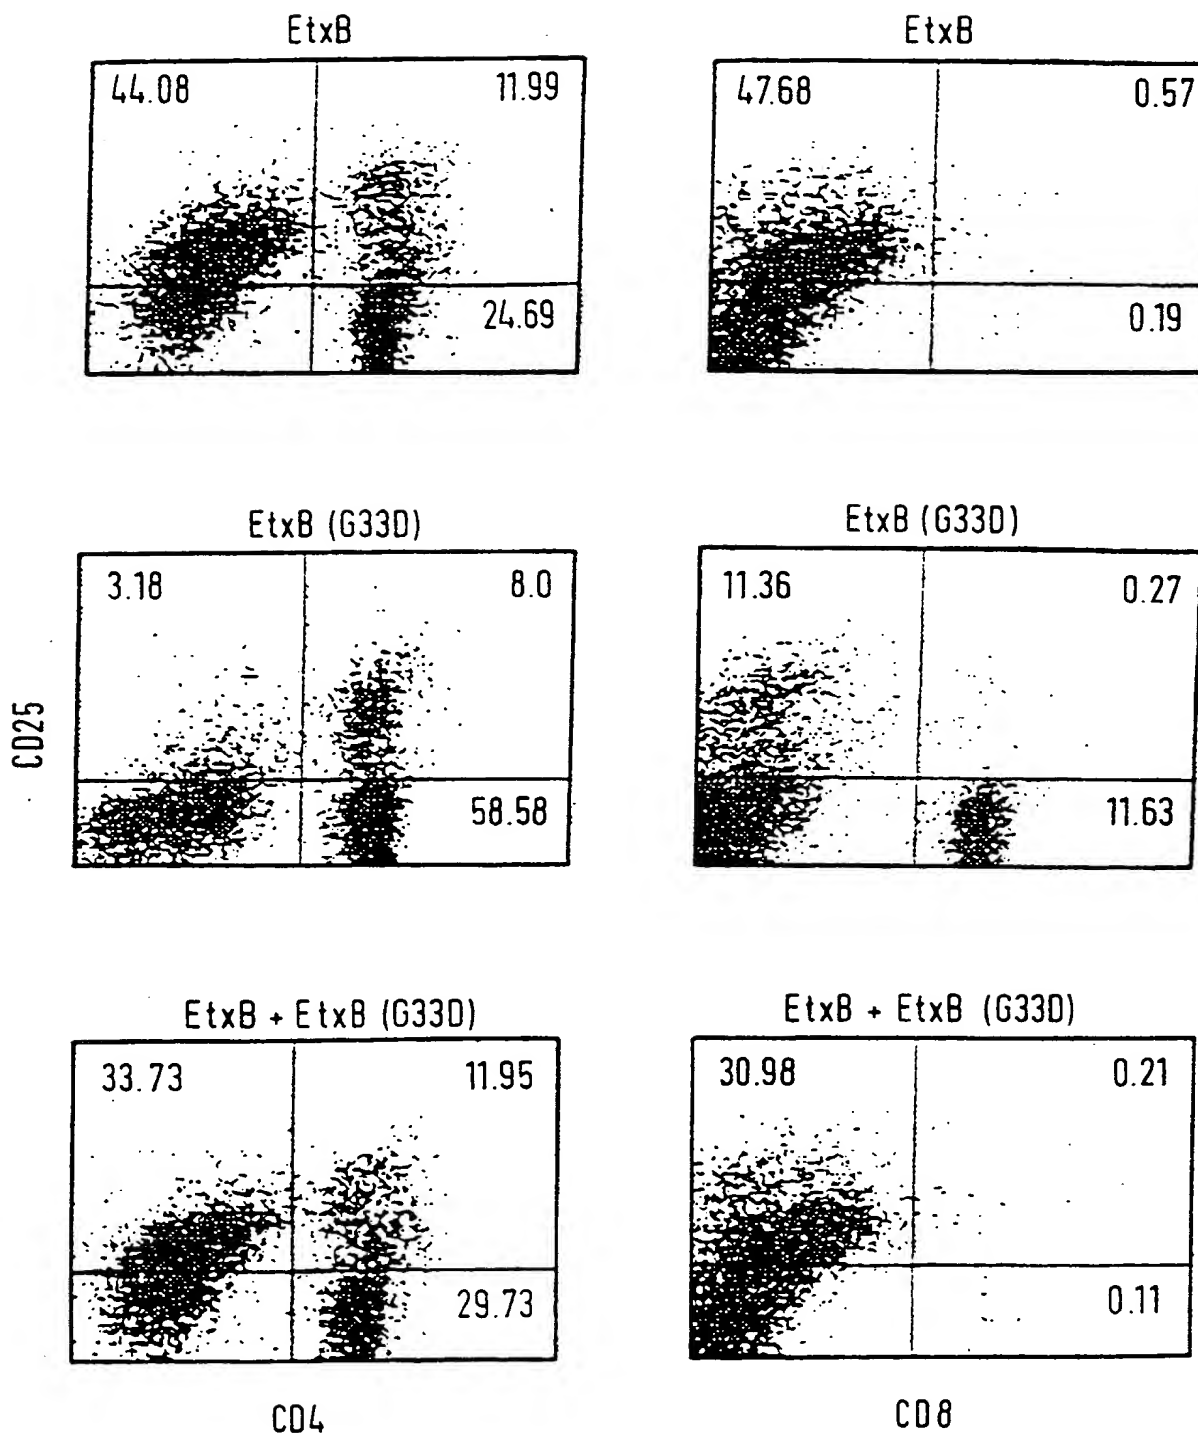 EtxB
EtxB
44.08
11.99
47.68
0.57
24.69
0.19
EtxB (G33D)
EtxB (G33D)
3.18
8.0
11.36
0.27
CD25
58.58
11.63
EtxB + EtxB (G33D)
EtxB + EtxB (G33D)
33.73
11.95
30.98
0.21
29.73
0.11
CD4
CD8